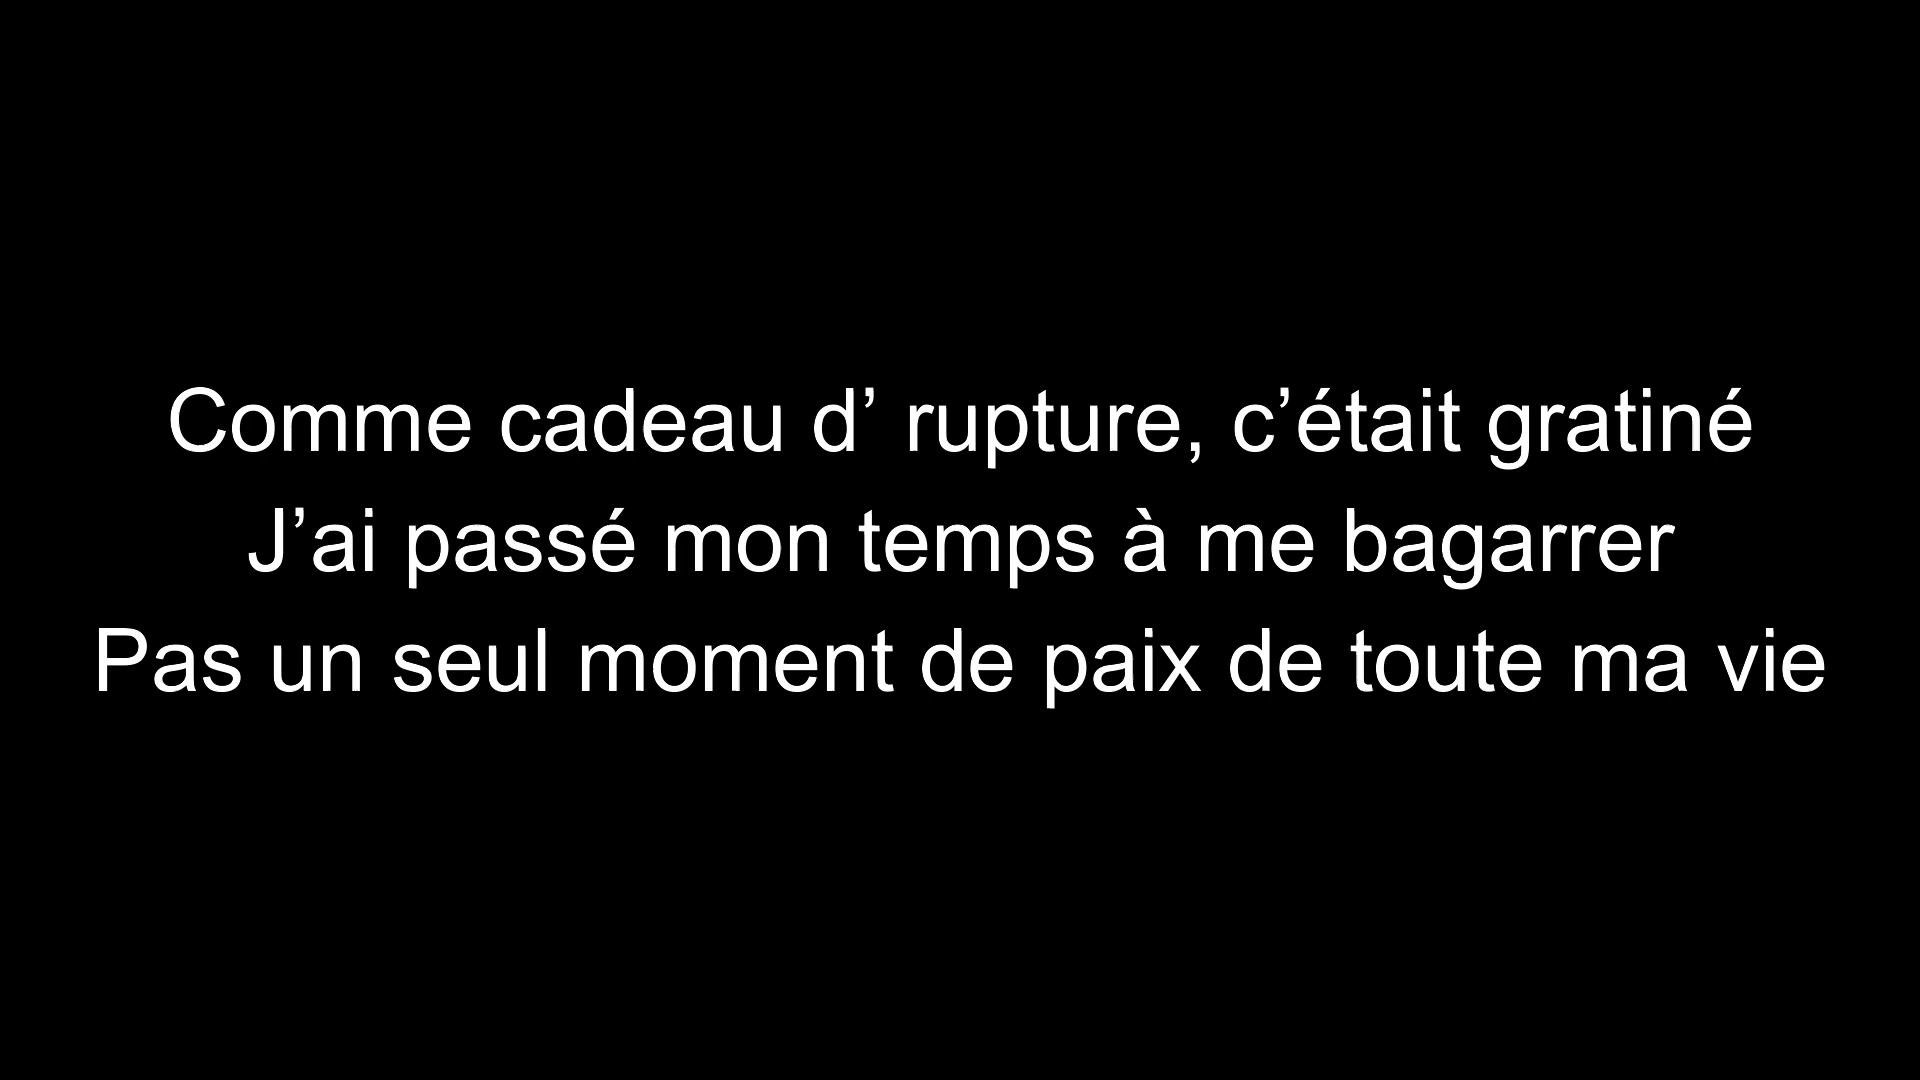 Comme cadeau d’ rupture, c’était gratiné
J’ai passé mon temps à me bagarrer
Pas un seul moment de paix de toute ma vie